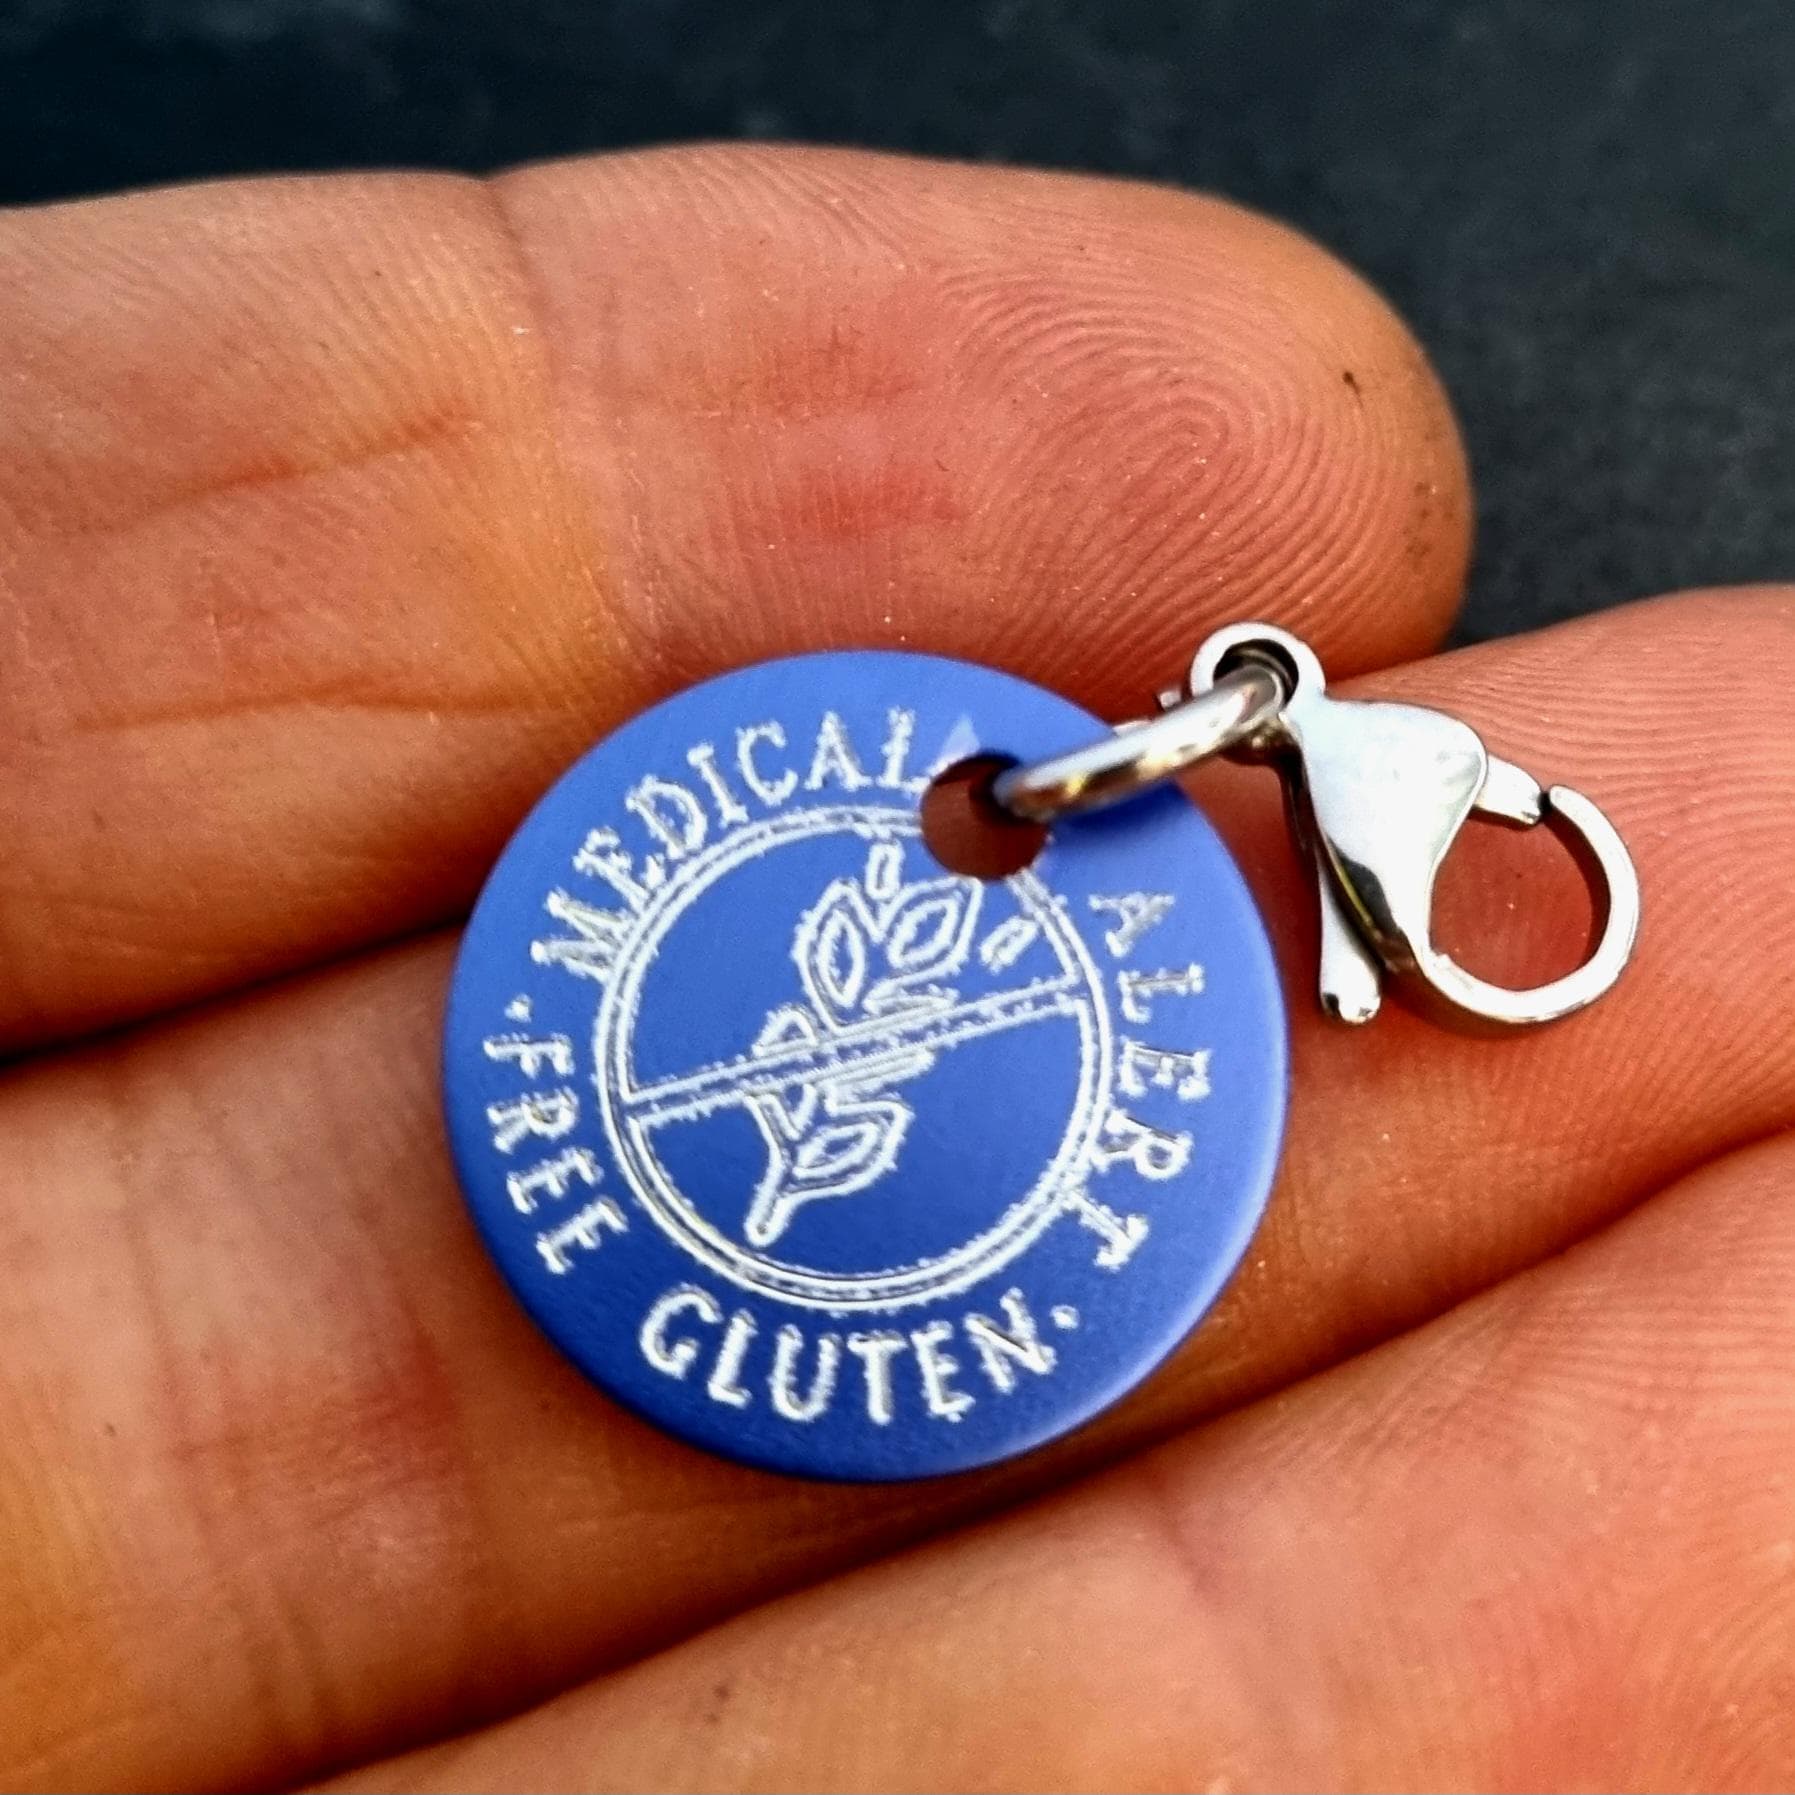 MEDICAL ALERT
·FREE GLUTEN·